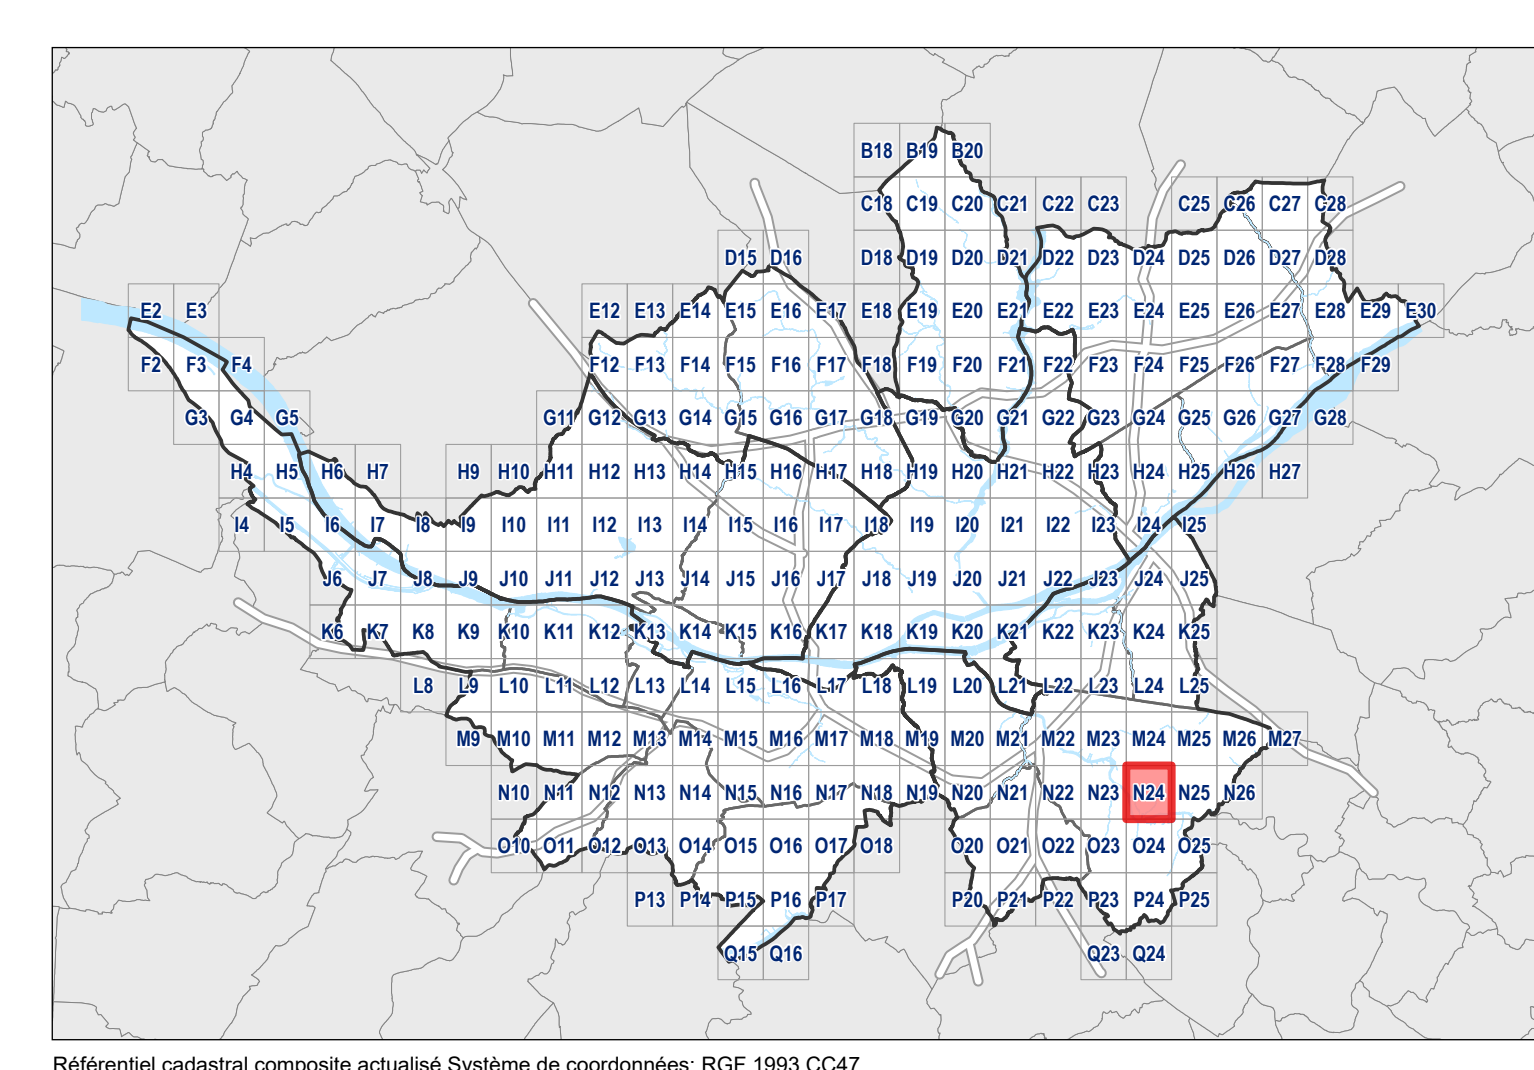 B18 B19 B20
C18 C19 C20 C21 C22 C23 C25 C26 C27 C28
D15 D16 D18 D19 D20 D21 D22 D23 D24 D25 D26 D27 D28
E2 E3 E12 E13 E14 E15 E16 E17 E18 E19 E20 E21 E22 E23 E24 E25 E26 E27 E28 E29 E30
F2 F3 F4 F12 F13 F14 F15 F16 F17 F18 F19 F20 F21 F22 F23 F24 F25 F26 F27 F28 F29
G3 G4 G5 G11 G12 G13 G14 G15 G16 G17 G18 G19 G20 G21 G22 G23 G24 G25 G26 G27 G28
H4 H5 H6 H7 H9 H10 H11 H12 H13 H14 H15 H16 H17 H18 H19 H20 H21 H22 H23 H24 H25 H26 H27
I4 I5 I6 I7 I8 I9 I10 I11 I12 I13 I14 I15 I16 I17 I18 I19 I20 I21 I22 I23 I24 I25
J6 J7 J8 J9 J10 J11 J12 J13 J14 J15 J16 J17 J18 J19 J20 J21 J22 J23 J24 J25
K6 K7 K8 K9 K10 K11 K12 K13 K14 K15 K16 K17 K18 K19 K20 K21 K22 K23 K24 K25
L8 L9 L10 L11 L12 L13 L14 L15 L16 L17 L18 L19 L20 L21 L22 L23 L24 L25
M9 M10 M11 M12 M13 M14 M15 M16 M17 M18 M19 M20 M21 M22 M23 M24 M25 M26 M27
N10 N11 N12 N13 N14 N15 N16 N17 N18 N19 N20 N21 N22 N23 N24 N25 N26
O10 O11 O12 O13 O14 O15 O16 O17 O18 O20 O21 O22 O23 O24 O25
P13 P14 P15 P16 P17 P20 P21 P22 P23 P24 P25
Q15 Q16 Q23 Q24
Référentiel cadastral composite actualisé Système de coordonnées: RGF 1993 CC47